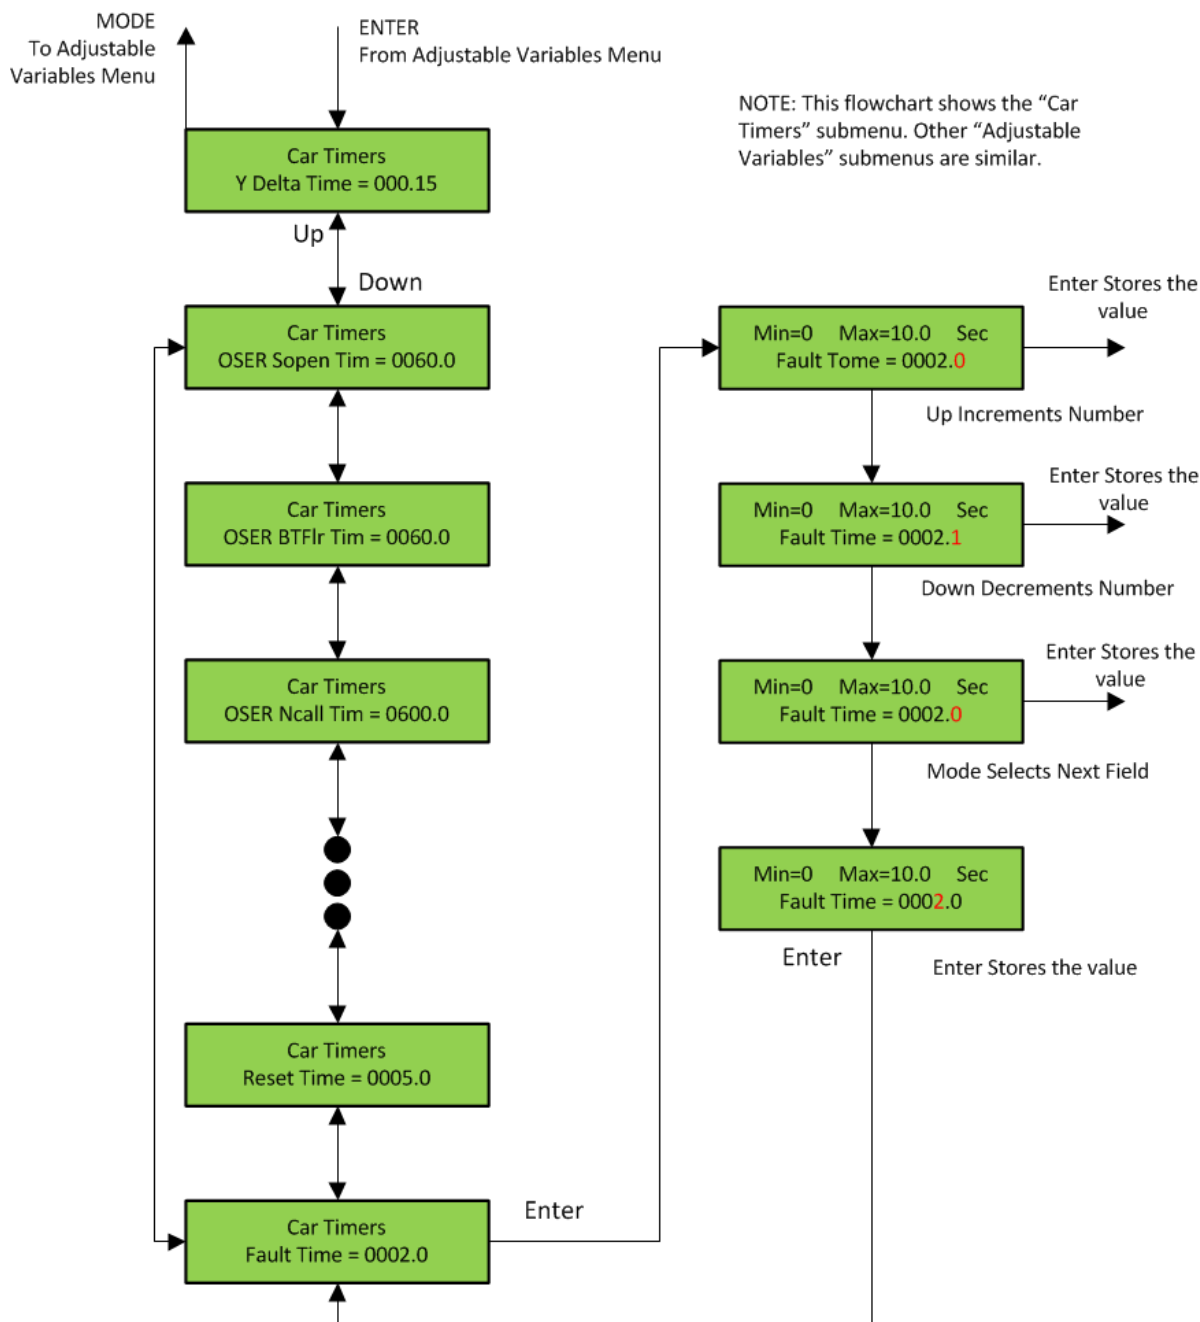 MODE
To Adjustable
Variables Menu
ENTER
From Adjustable Variables Menu
NOTE: This flowchart shows the “Car
Timers” submenu. Other “Adjustable
Variables” submenus are similar.
Car Timers
Y Delta Time = 000.15
Up
Down
Car Timers
OSER Sopen Tim = 0060.0
Car Timers
OSER BTFlr Tim = 0060.0
Car Timers
OSER Ncall Tim = 0600.0
Car Timers
Reset Time = 0005.0
Car Timers
Fault Time = 0002.0
Enter
Min=0 Max=10.0 Sec
Fault Tome = 0002.0
Enter Stores the
value
Up Increments Number
Min=0 Max=10.0 Sec
Fault Time = 0002.1
Enter Stores the
value
Down Decrements Number
Min=0 Max=10.0 Sec
Fault Time = 0002.0
Enter Stores the
value
Mode Selects Next Field
Min=0 Max=10.0 Sec
Fault Time = 0002.0
Enter
Enter Stores the value